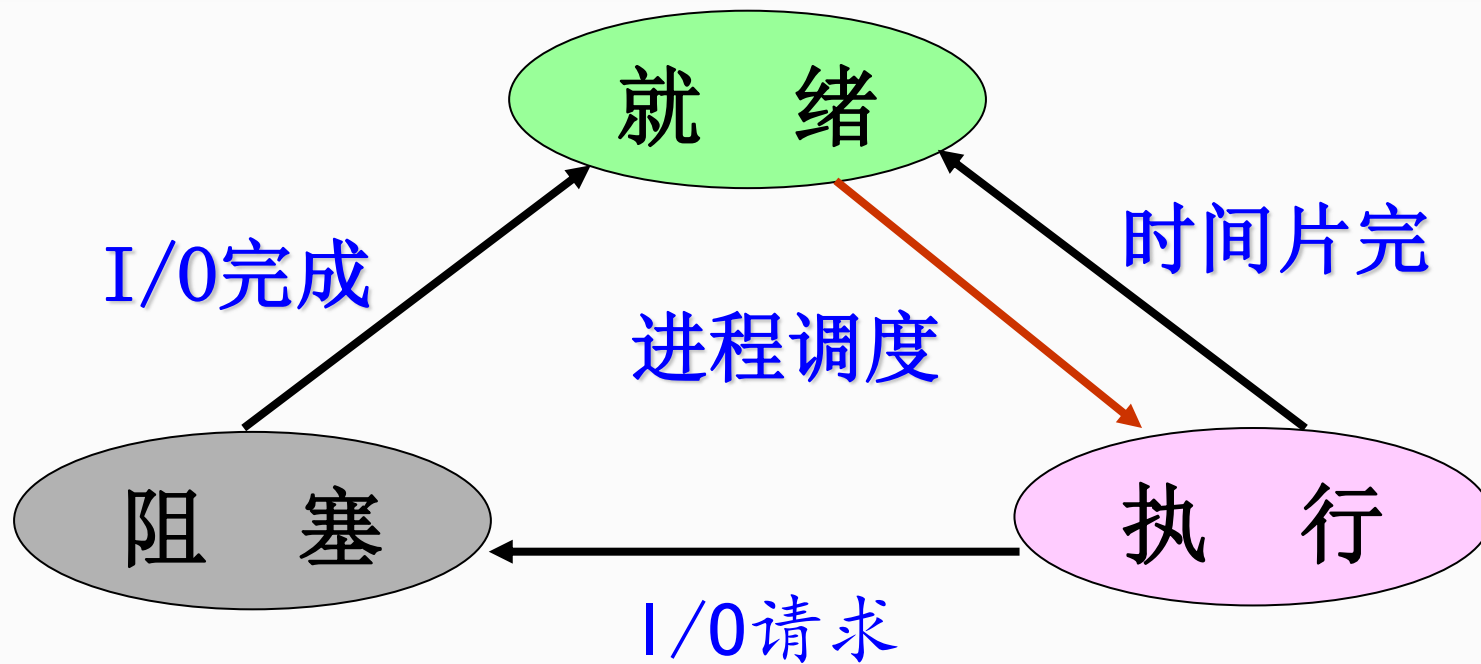 就 绪
I/O完成
时间片完
进程调度
阻 塞
执 行
I/O请求